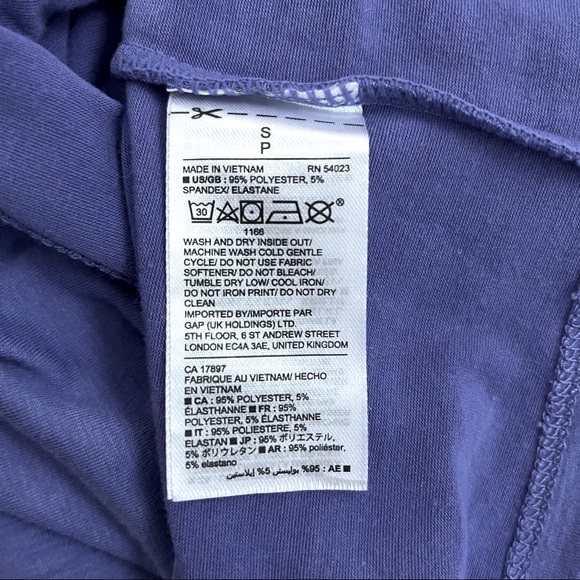 S
P
MADE IN VIETNAM RN 54023
■ US/GB : 95% POLYESTER, 5%
SPANDEX/ ELASTANE
30 ®
1166
WASH AND DRY INSIDE OUT/
MACHINE WASH COLD GENTLE
CYCLE/ DO NOT USE FABRIC
SOFTENER/ DO NOT BLEACH/
TUMBLE DRY LOW/ COOL IRON/
DO NOT IRON PRINT/ DO NOT DRY
CLEAN
IMPORTED BY/IMPORTE PAR
GAP (UK HOLDINGS) LTD.
5TH FLOOR, 6 ST ANDREW STREET
LONDON EC4A 3AE, UNITED KINGDOM
CA 17897
FABRIQUE AU VIETNAM/ HECHO
EN VIETNAM
■ CA : 95% POLYESTER, 5%
ÉLASTHANNE ■ FR : 95%
POLYESTER, 5% ÉLASTHANNE
■ IT : 95% POLIESTERE, 5%
ELASTAN ■ JP : 95% ポリエステル,
5% ポリウレタン ■ AR : 95% poliéster,
5% elastano
■ AE : 95% بوليستر 5% إيلاستين